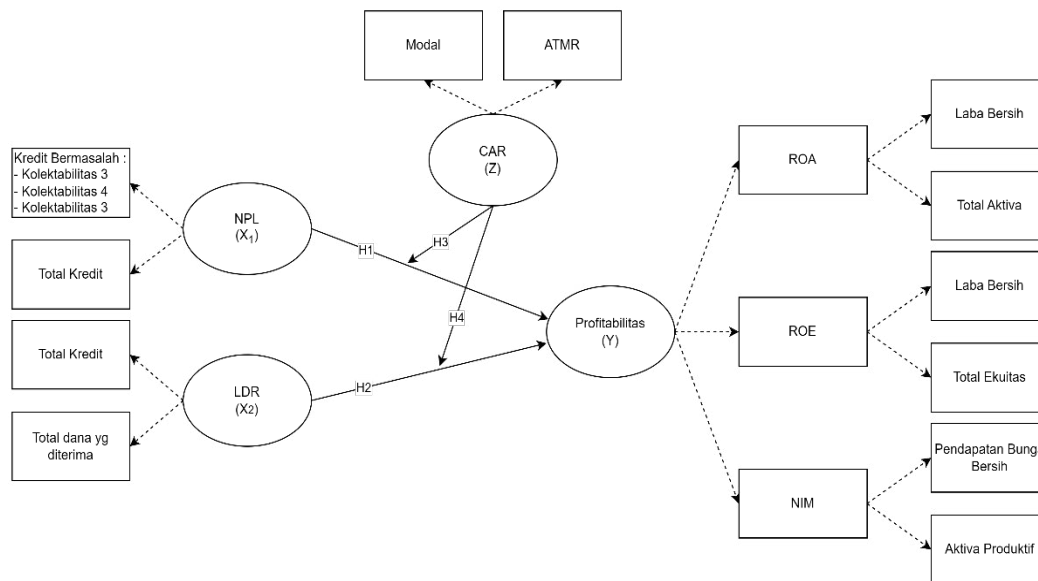 Modal
ATMR
CAR
(Z)
Kredit Bermasalah :
- Kolektabilitas 3
- Kolektabilitas 4
- Kolektabilitas 3
Total Kredit
NPL
(X1)
H1
H3
H4
H2
Total Kredit
Total dana yg
diterima
LDR
(X2)
Profitabilitas
(Y)
ROA
Laba Bersih
Total Aktiva
ROE
Laba Bersih
Total Ekuitas
NIM
Pendapatan Bunga
Bersih
Aktiva Produktif